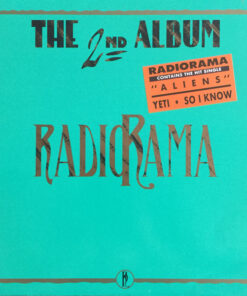 THE 2ND ALBUM
RADIORAMA
CONTAINS THE HIT SINGLE
"ALIENS"
YETI • SO I KNOW
RADIORAMA